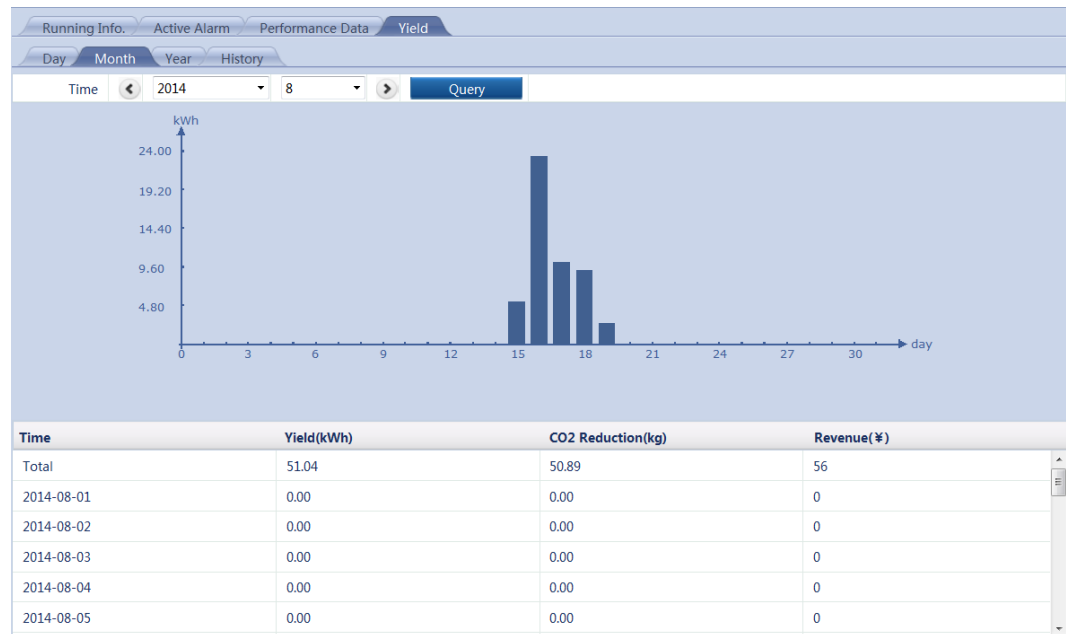 Running Info. Active Alarm Performance Data Yield
Day Month Year History
Time 2014 8 Query
kWh
24.00
19.20
14.40
9.60
4.80
0 3 6 9 12 15 18 21 24 27 30 day
Time Yield(kWh) CO2 Reduction(kg) Revenue(¥)
Total 51.04 50.89 56
2014-08-01 0.00 0.00 0
2014-08-02 0.00 0.00 0
2014-08-03 0.00 0.00 0
2014-08-04 0.00 0.00 0
2014-08-05 0.00 0.00 0